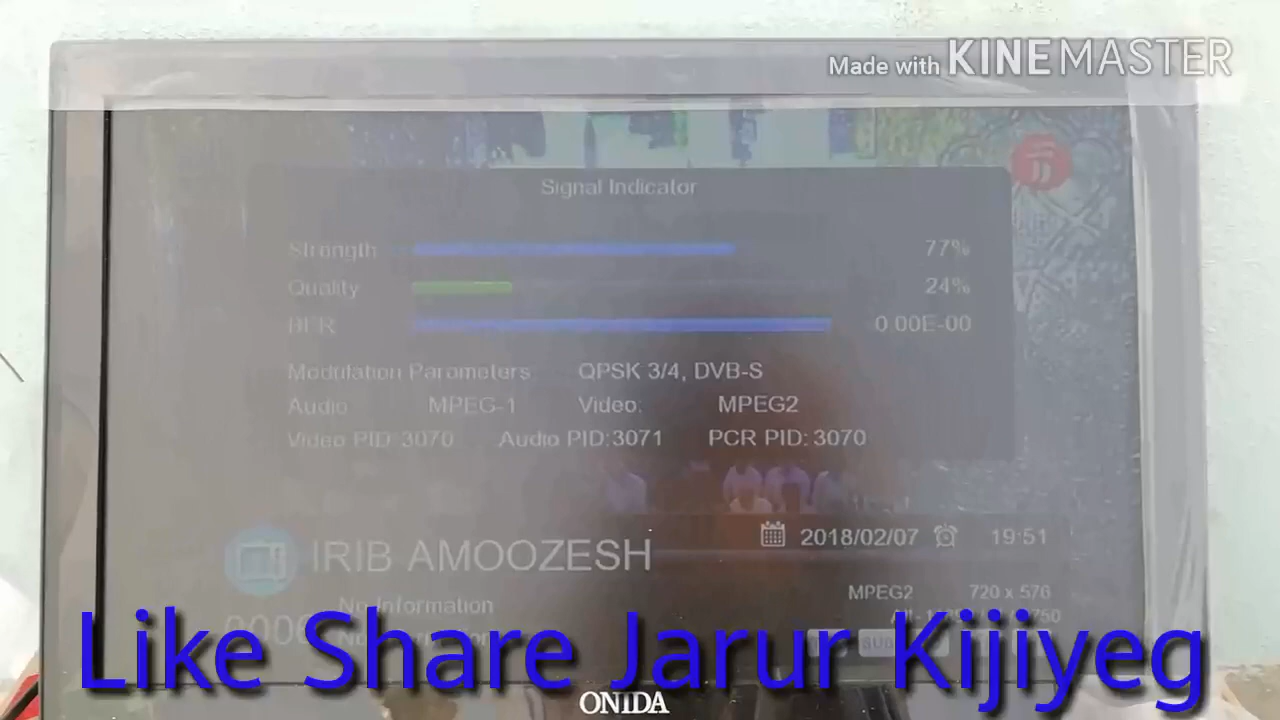 Made with KINEMASTER
Signal Indicator
Strength 77%
Quality 24%
BER 0.00E-00
Modulation Parameters QPSK 3/4, DVB-S
Audio MPEG-1 Video: MPEG2
Video PID:3070 Audio PID:3071 PCR PID: 3070
2018/02/07 19:51
IRIB AMOOZESH
MPEG2 720 x 576
No Information
No
SUB
Like Share Jarur Kijiyeg
ONIDA